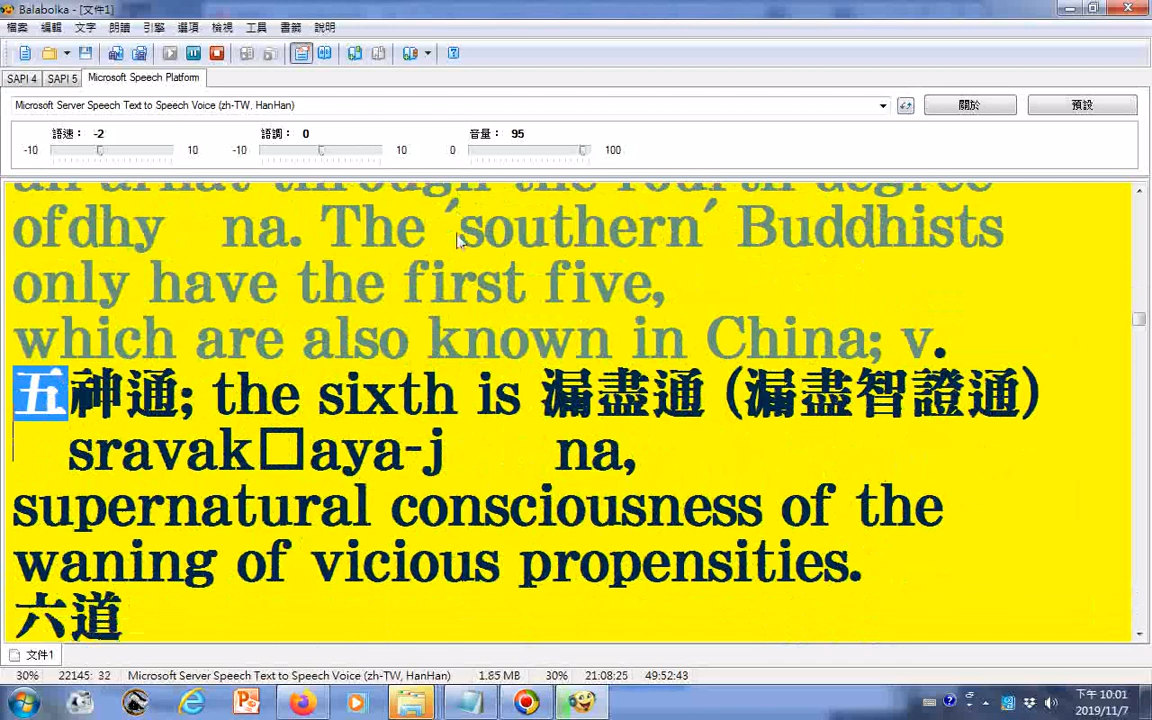 Balabolka - [文件1]
檔案 編輯 文字 朗讀 引擎 選項 檢視 工具 書籤 說明
SAPI 4 SAPI 5 Microsoft Speech Platform
Microsoft Server Speech Text to Speech Voice (zh-TW, HanHan) 關於 預設
語速： -2 語調： 0 音量： 95
-10 10 -10 10 0 100
an arhat through the fourth degree
ofdhy na. The ´southern´ Buddhists
only have the first five,
which are also known in China; v.
五神通; the sixth is 漏盡通 (漏盡智證通)
sravak□aya-j na,
supernatural consciousness of the
waning of vicious propensities.
六道
文件1
30% 22145: 32 Microsoft Server Speech Text to Speech Voice (zh-TW, HanHan) 1.85 MB 30% 21:08:25 49:52:43
下午 10:01
2019/11/7